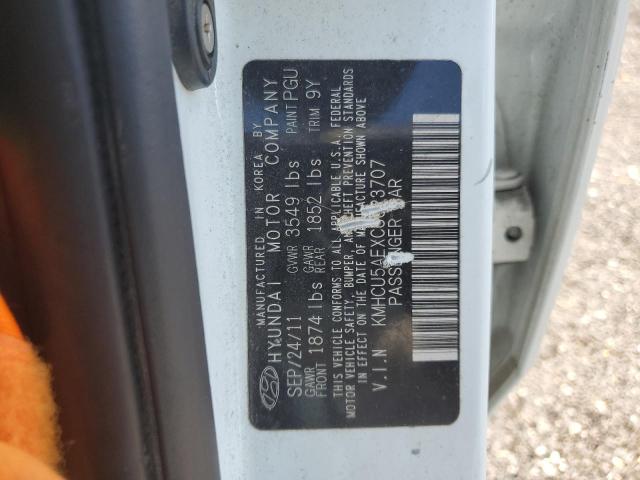 MANUFACTURED IN KOREA BY
HYUNDAI MOTOR COMPANY
SEP/24/11 GVWR 3549 lbs PAINT PGU
GAWR FRONT 1874 lbs GAWR REAR 1852 lbs TRIM 9Y
THIS VEHICLE CONFORMS TO ALL APPLICABLE U.S.A. FEDERAL
MOTOR VEHICLE SAFETY, BUMPER, AND THEFT PREVENTION STANDARDS
IN EFFECT ON THE DATE OF MANUFACTURE SHOWN ABOVE
V.I.N
PASSENGER CAR